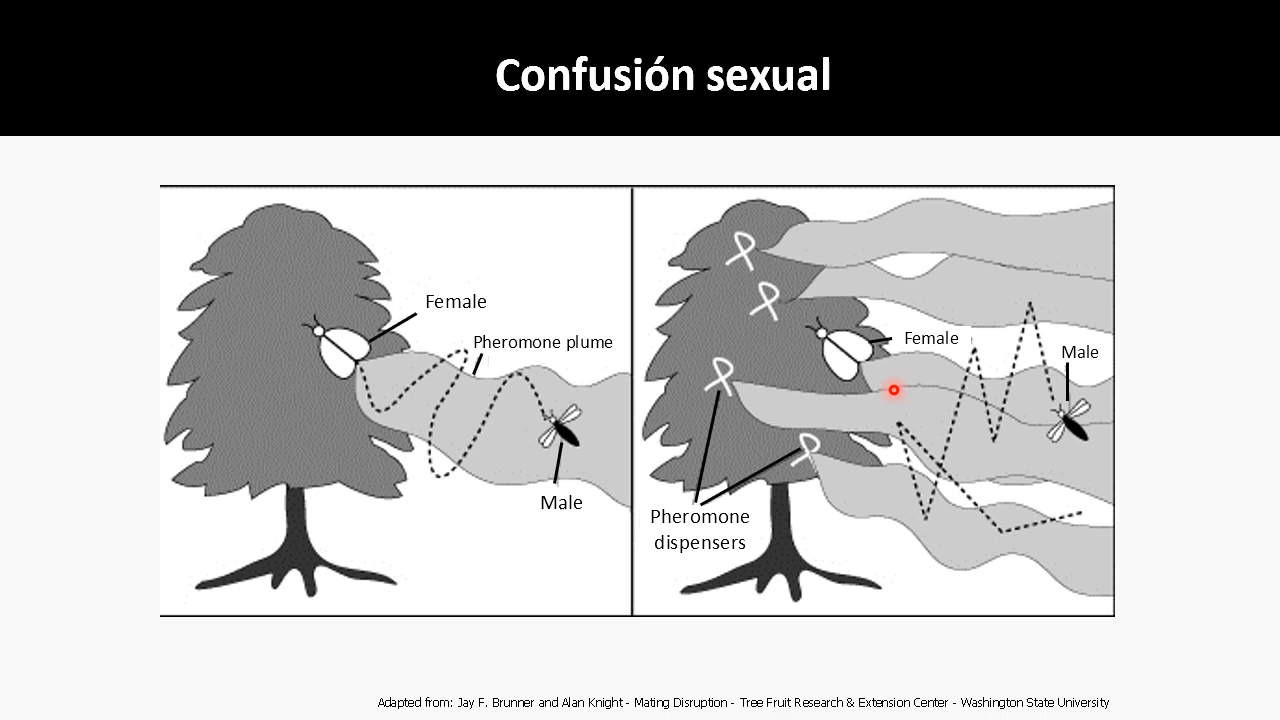 Confusión sexual
Female
Pheromone plume
Male
Female
Male
Pheromone
dispensers
Adapted from: Jay F. Brunner and Alan Knight - Mating Disruption - Tree Fruit Research & Extension Center - Washington State University